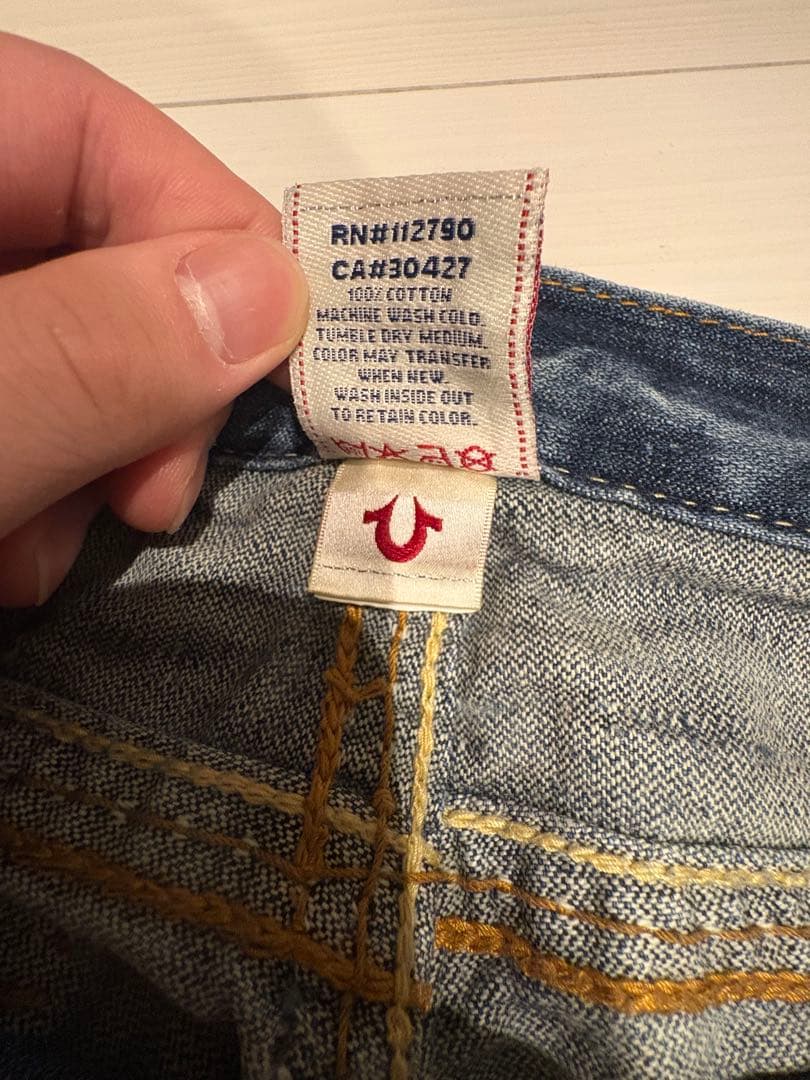 RN#112790
CA#30427
100% COTTON
MACHINE WASH COLD.
TUMBLE DRY MEDIUM.
COLOR MAY TRANSFER
WHEN NEW.
WASH INSIDE OUT
TO RETAIN COLOR.